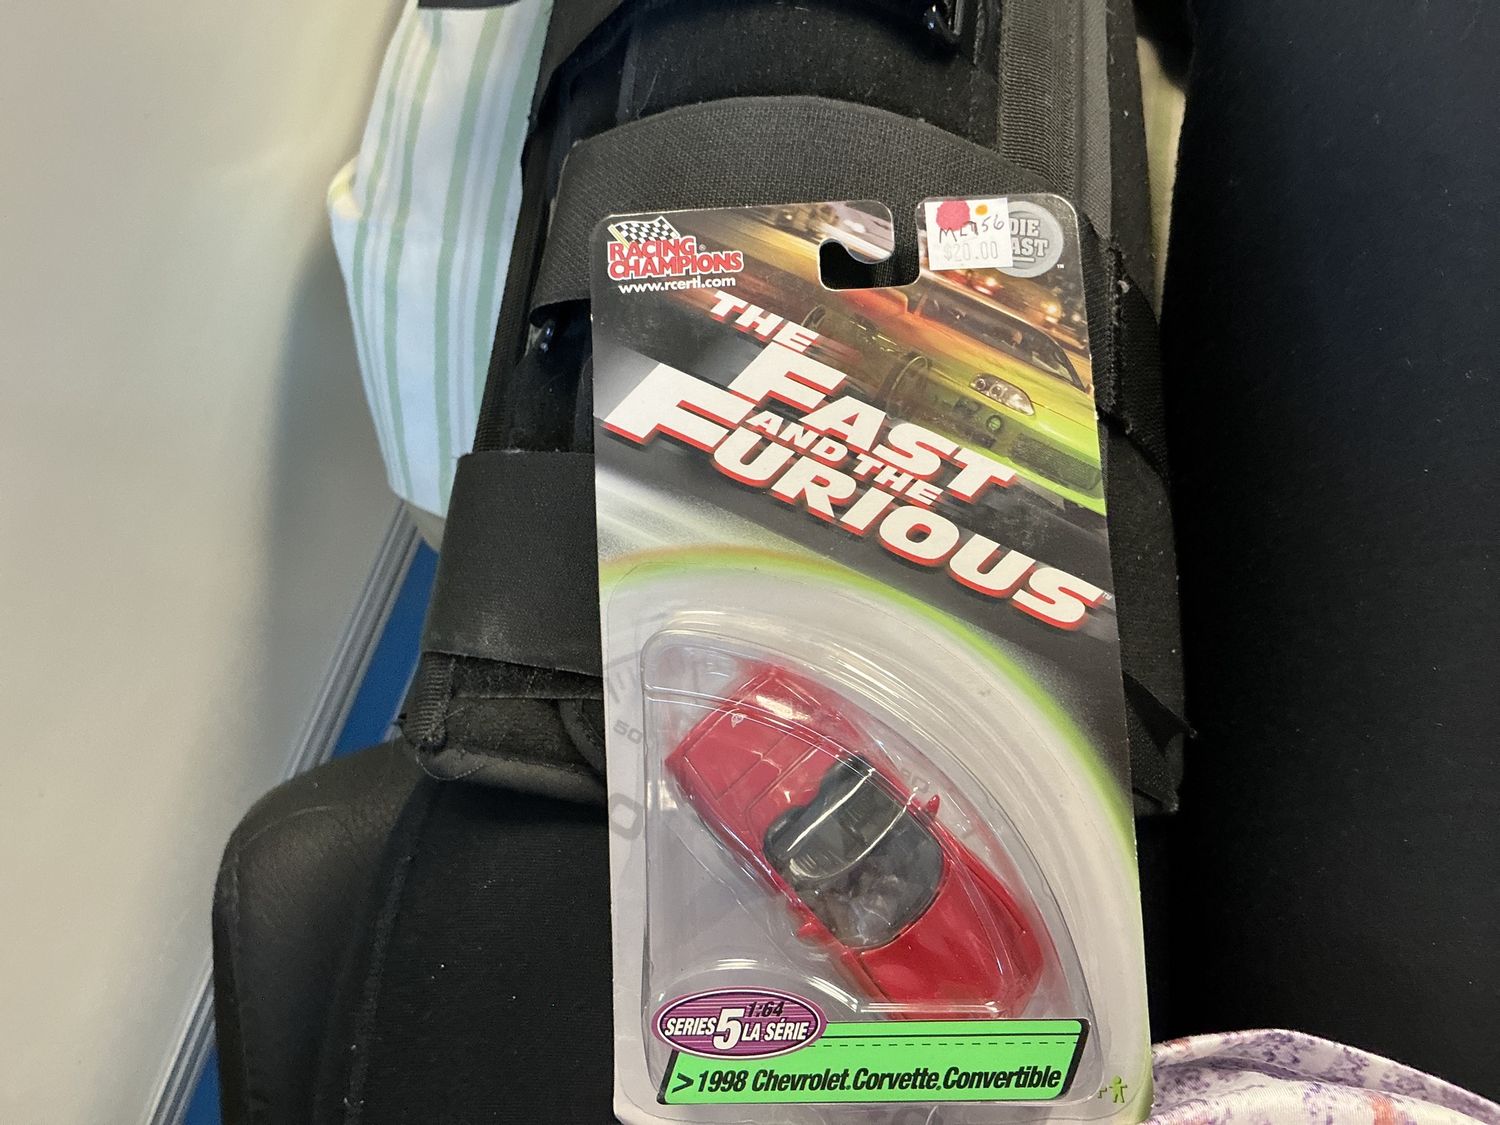 RACING
CHAMPIONS
www.rcertl.com
$20.00
DIE
CAST
THE
FAST
AND THE
FURIOUS
50
1:64
SERIES 5 LA SÉRIE
> 1998 Chevrolet.Corvette.Convertible